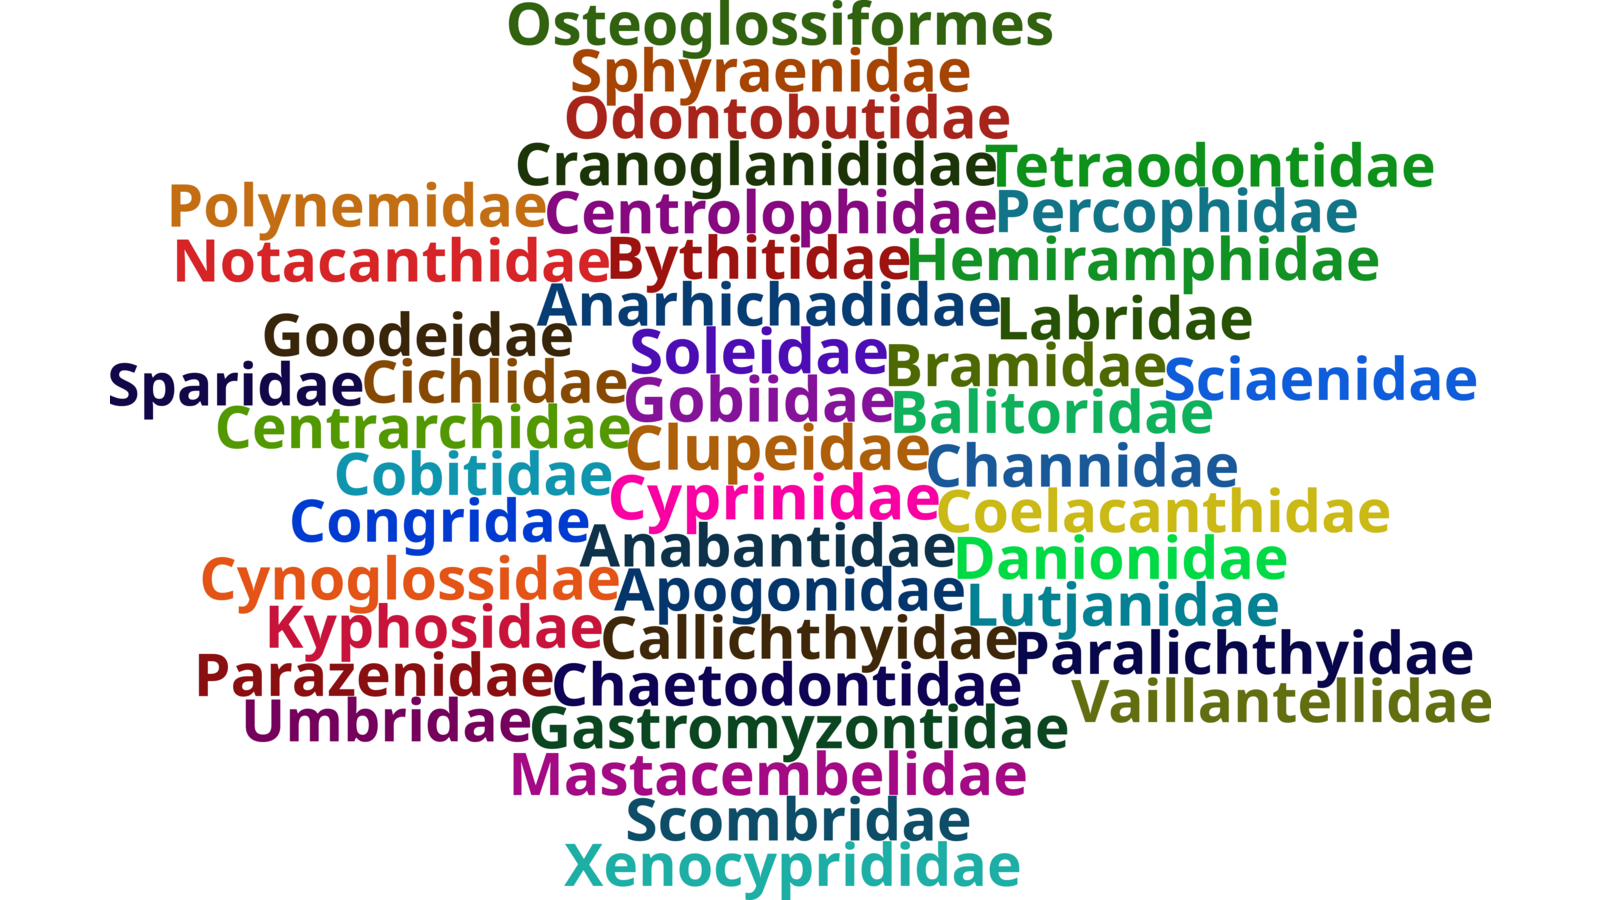 Osteoglossiformes
Sphyraenidae
Odontobutidae
Cranoglanididae Tetraodontidae
Polynemidae Centrolophidae Percophidae
Notacanthidae Bythitidae Hemiramphidae
Anarhichadidae Labridae
Goodeidae Soleidae Bramidae
Sparidae Cichlidae Gobiidae Sciaenidae
Centrarchidae Clupeidae Balitoridae
Cobitidae Cyprinidae Channidae
Congridae Anabantidae Coelacanthidae
Cynoglossidae Apogonidae Danionidae
Kyphosidae Callichthyidae Lutjanidae
Parazenidae Chaetodontidae Paralichthyidae
Umbridae Gastromyzontidae Vaillantellidae
Mastacembelidae
Scombridae
Xenocyprididae